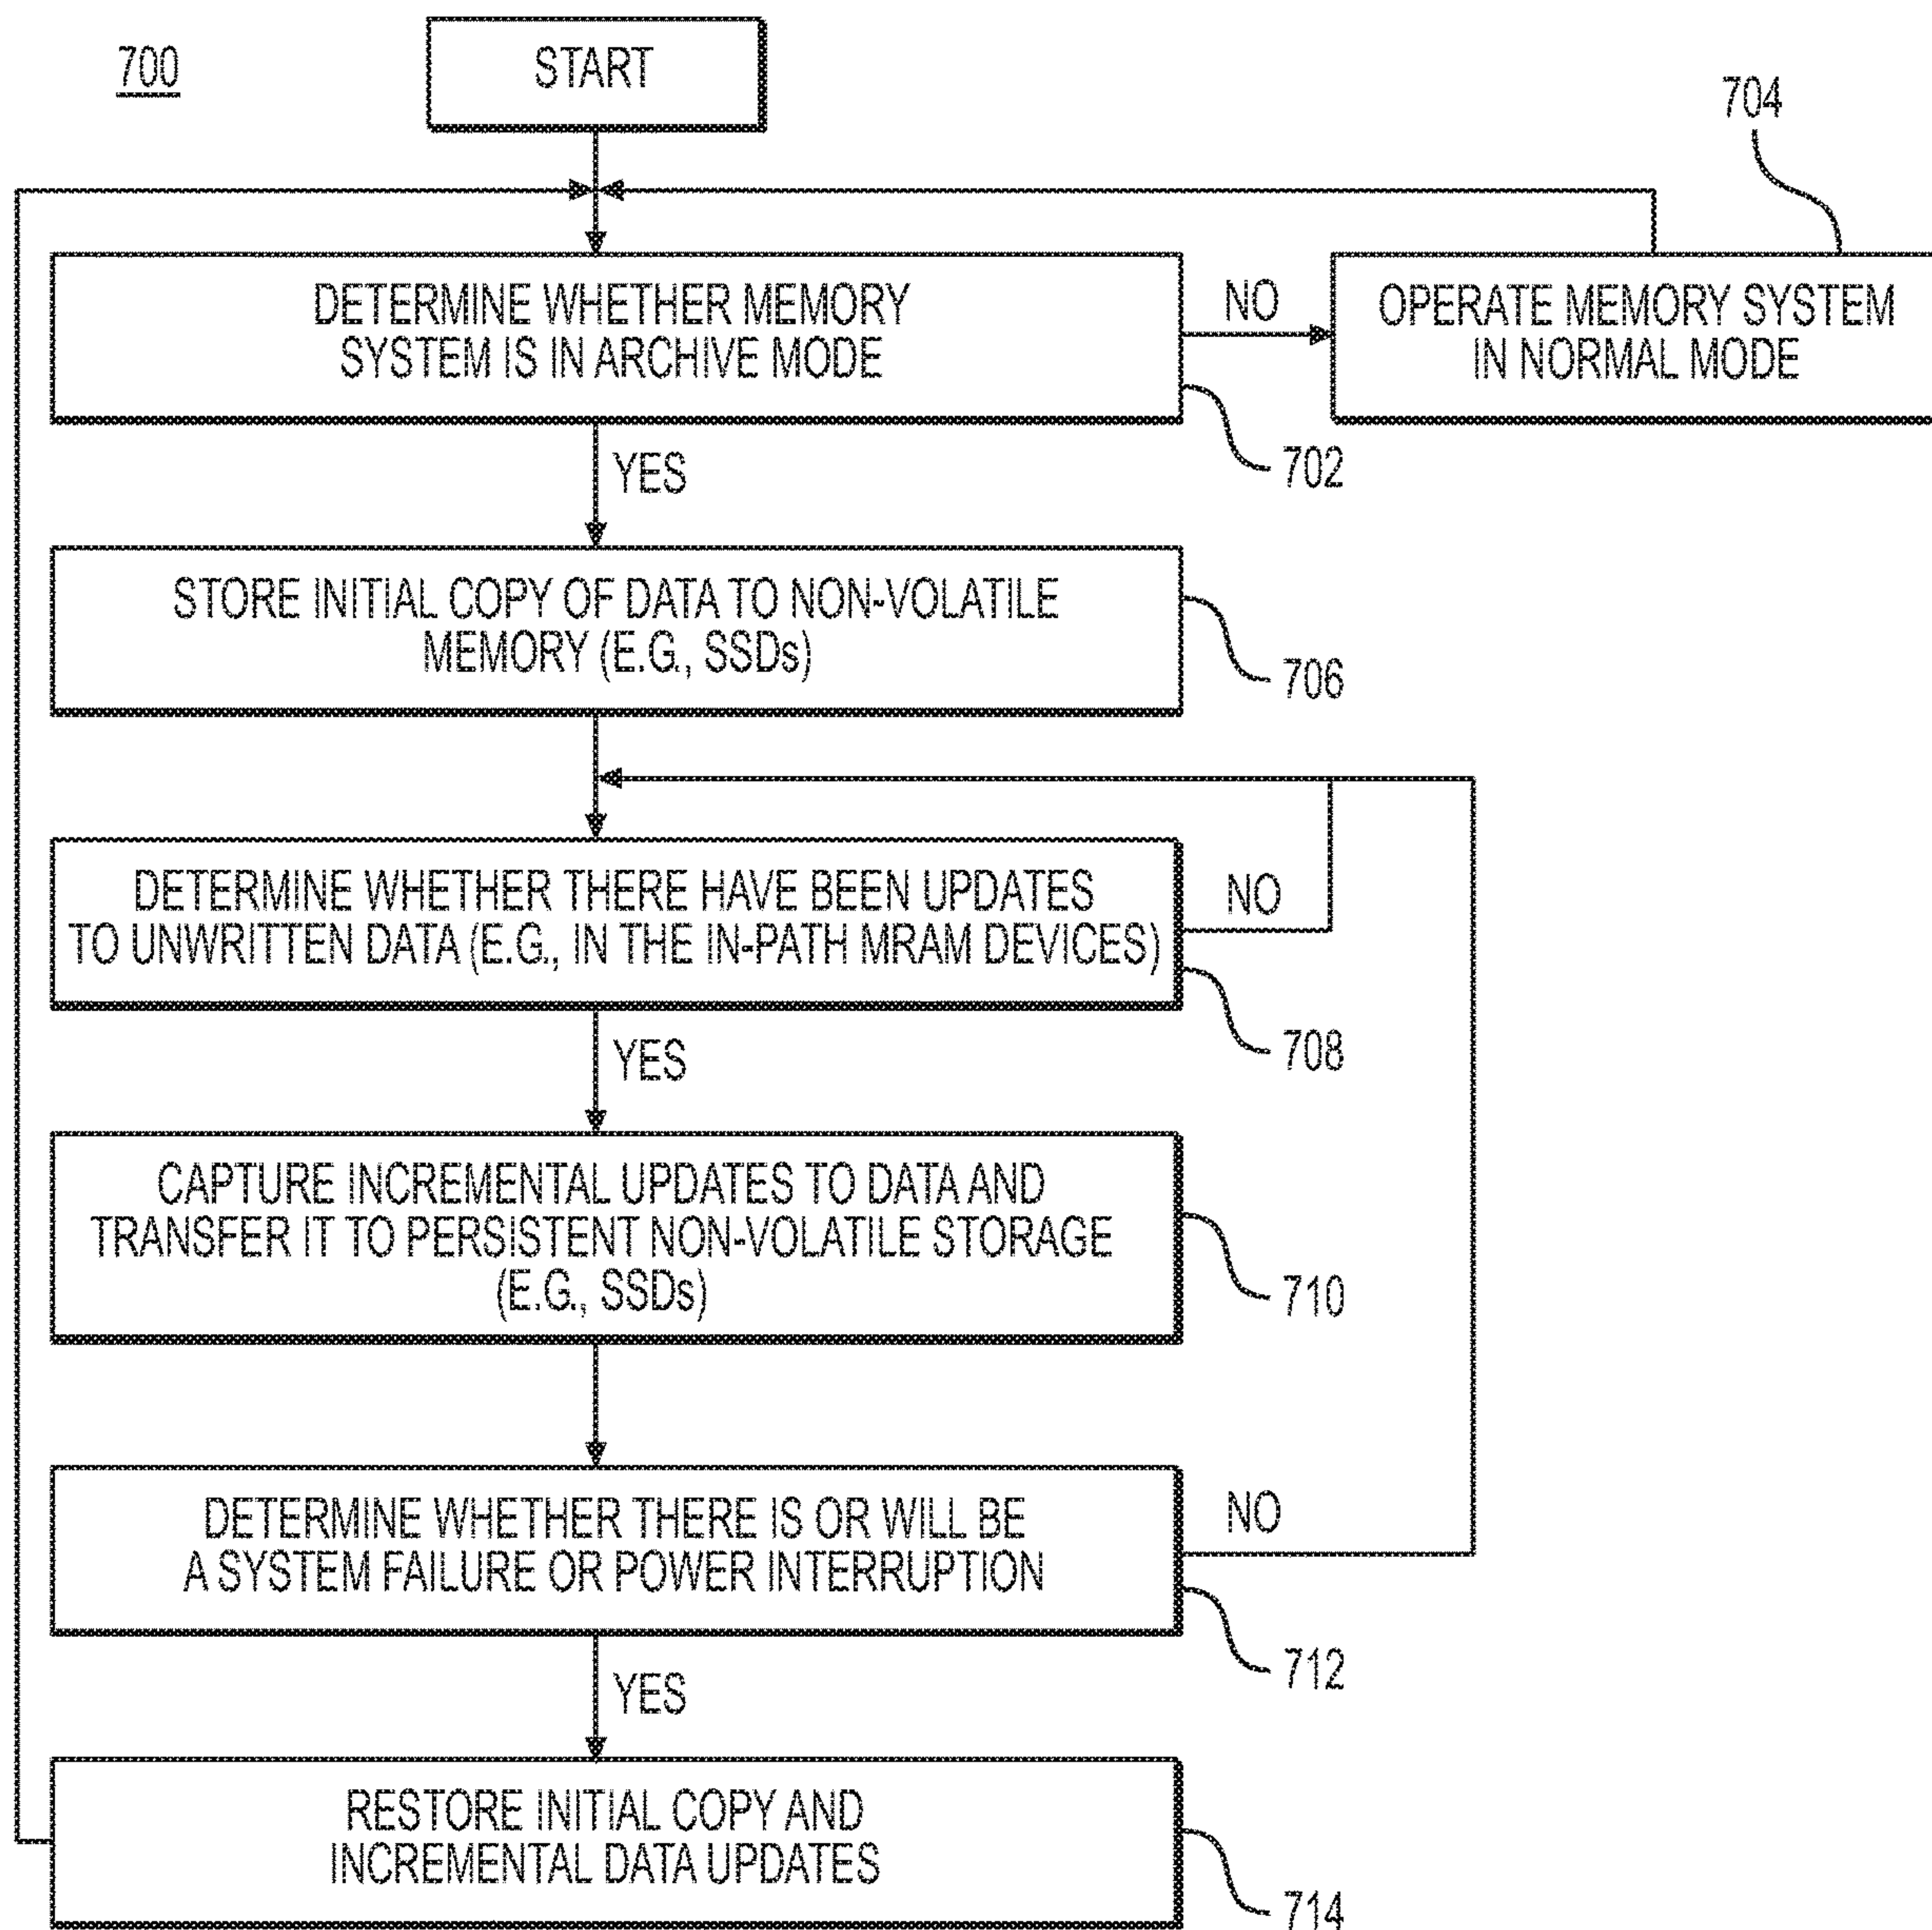 700
START
704
DETERMINE WHETHER MEMORY
SYSTEM IS IN ARCHIVE MODE
NO
OPERATE MEMORY SYSTEM
IN NORMAL MODE
702
YES
STORE INITIAL COPY OF DATA TO NON-VOLATILE
MEMORY (E.G., SSDs)
706
DETERMINE WHETHER THERE HAVE BEEN UPDATES
TO UNWRITTEN DATA (E.G., IN THE IN-PATH MRAM DEVICES)
NO
708
YES
CAPTURE INCREMENTAL UPDATES TO DATA AND
TRANSFER IT TO PERSISTENT NON-VOLATILE STORAGE
(E.G., SSDs)
710
DETERMINE WHETHER THERE IS OR WILL BE
A SYSTEM FAILURE OR POWER INTERRUPTION
NO
712
YES
RESTORE INITIAL COPY AND
INCREMENTAL DATA UPDATES
714